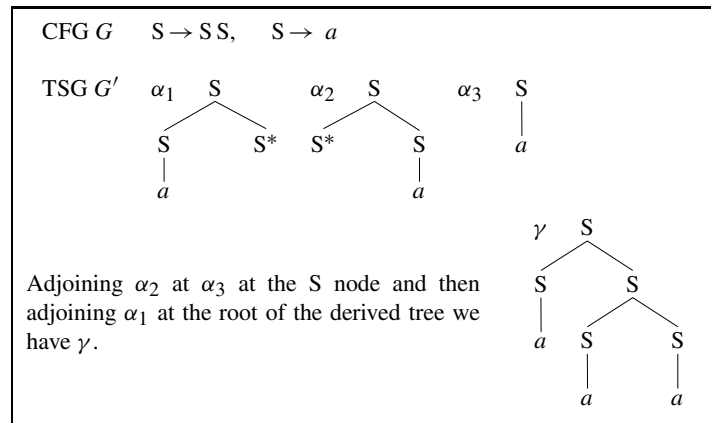 CFG G S → S S, S → a
TSG G′ α1 S α2 S α3 S
S S* S* S a
a a
γ S
Adjoining α2 at α3 at the S node and then S S
adjoining α1 at the root of the derived tree we a S S
have γ.
a a